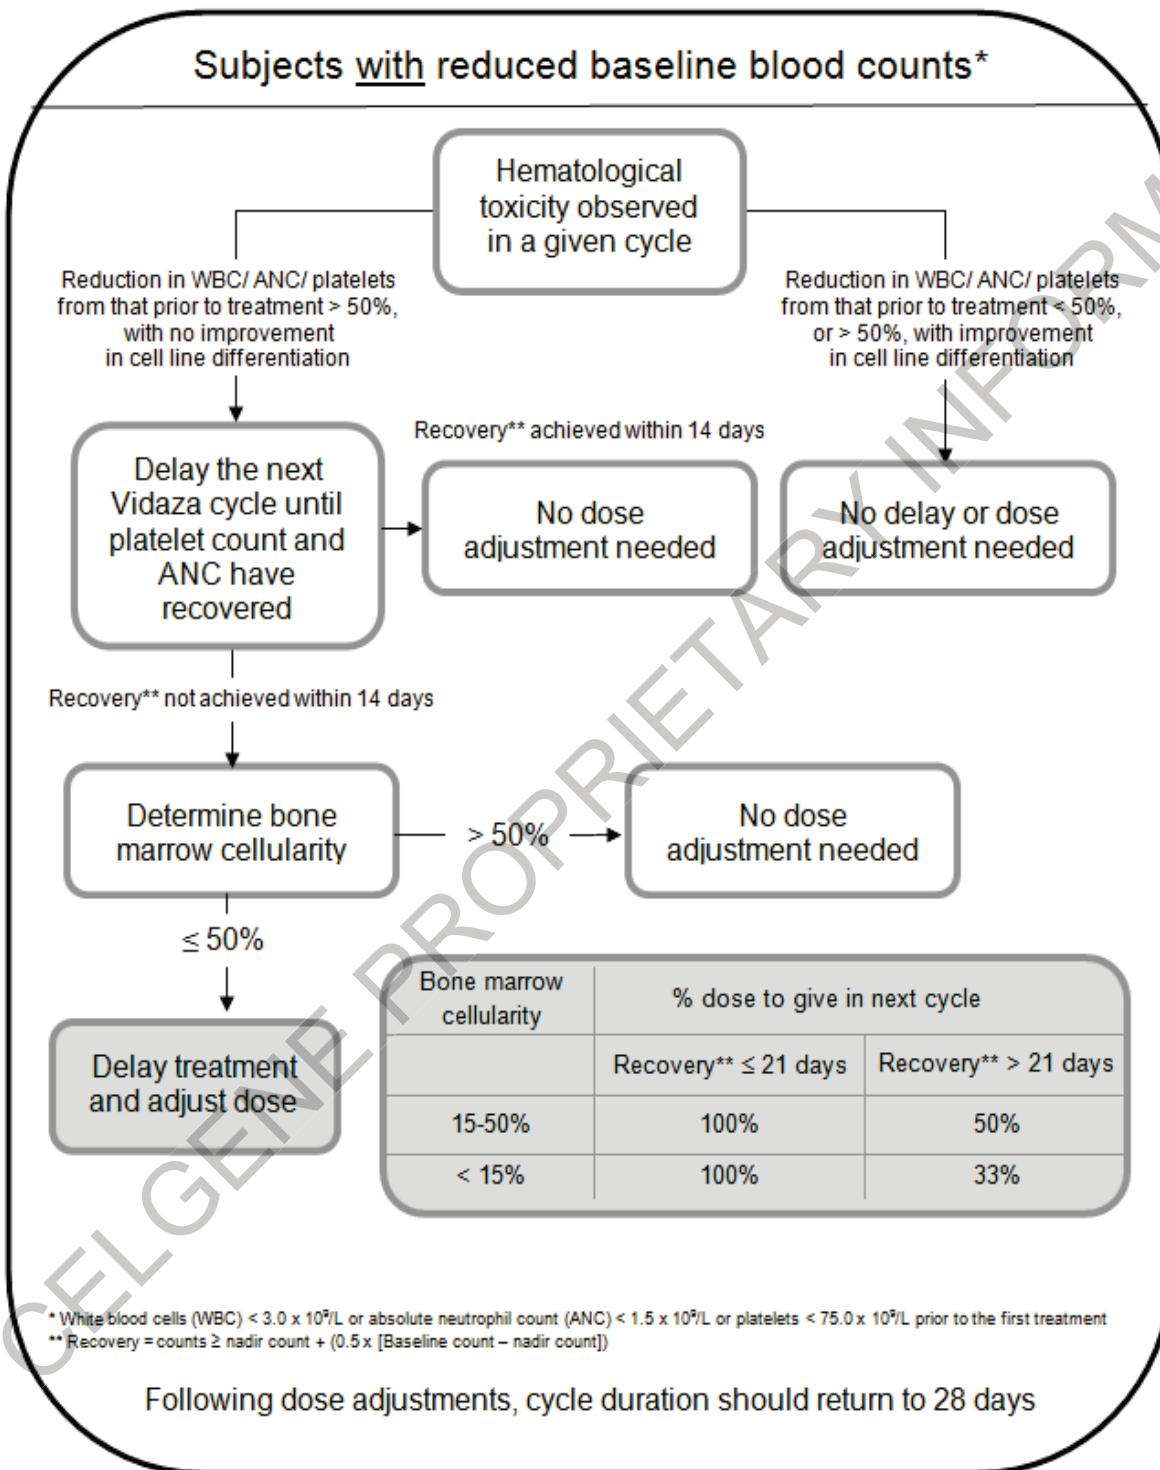 Subjects with reduced baseline blood counts*
Hematological
toxicity observed
in a given cycle
Reduction in WBC/ ANC/ platelets
from that prior to treatment > 50%,
with no improvement
in cell line differentiation
Reduction in WBC/ ANC/ platelets
from that prior to treatment < 50%,
or > 50%, with improvement
in cell line differentiation
Delay the next
Vidaza cycle until
platelet count and
ANC have
recovered
Recovery** achieved within 14 days
No dose
adjustment needed
No delay or dose
adjustment needed
Recovery** not achieved within 14 days
Determine bone
marrow cellularity
> 50%
No dose
adjustment needed
≤ 50%
Delay treatment
and adjust dose
Bone marrow
cellularity
% dose to give in next cycle
Recovery** ≤ 21 days
Recovery** > 21 days
15-50%
100%
50%
< 15%
100%
33%
* White blood cells (WBC) < 3.0 x 10⁹/L or absolute neutrophil count (ANC) < 1.5 x 10⁹/L or platelets < 75.0 x 10⁹/L prior to the first treatment
** Recovery = counts ≥ nadir count + (0.5 x [Baseline count – nadir count])
Following dose adjustments, cycle duration should return to 28 days
CELGENE PROPRIETARY INFORM